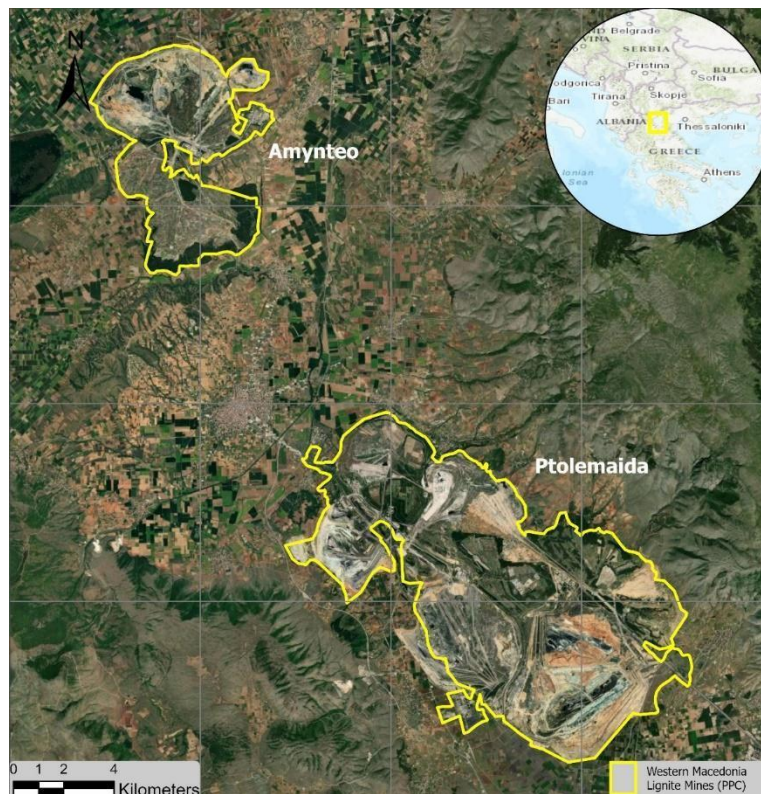 N
Amynteo
Ptolemaida
Belgrade
SERBIA
Pristina
Sofia
Skopje
Bari
Tirana
ALBANIA
Thessaloniki
GREECE
Ionian
Sea
Athens
0 1 2 4
Kilometers
Western Macedonia
Lignite Mines (PPC)